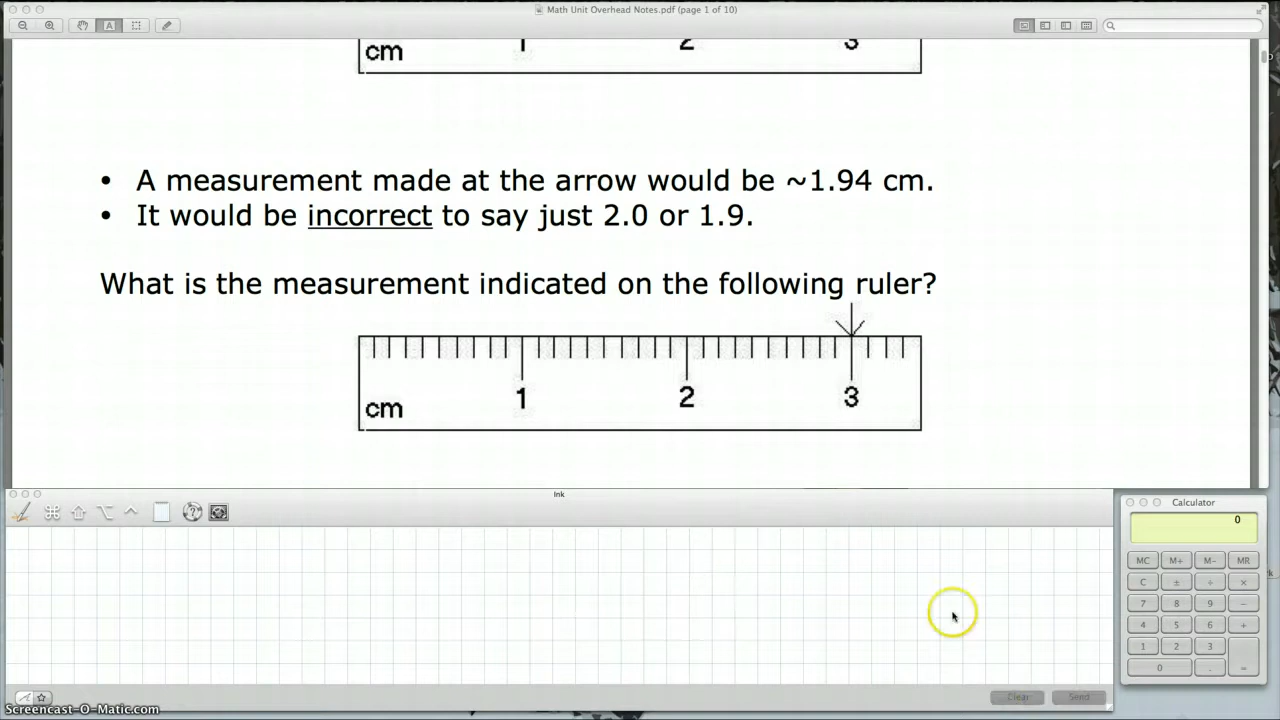 Math Unit Overhead Notes.pdf (page 1 of 10)
cm 1 2 3
• A measurement made at the arrow would be ~1.94 cm.
• It would be incorrect to say just 2.0 or 1.9.
What is the measurement indicated on the following ruler?
cm 1 2 3
Ink
Calculator
0
MC M+ M- MR
C ± ÷ ×
7 8 9 −
4 5 6 +
1 2 3 =
0 .
Clear Send
Screencast-O-Matic.com